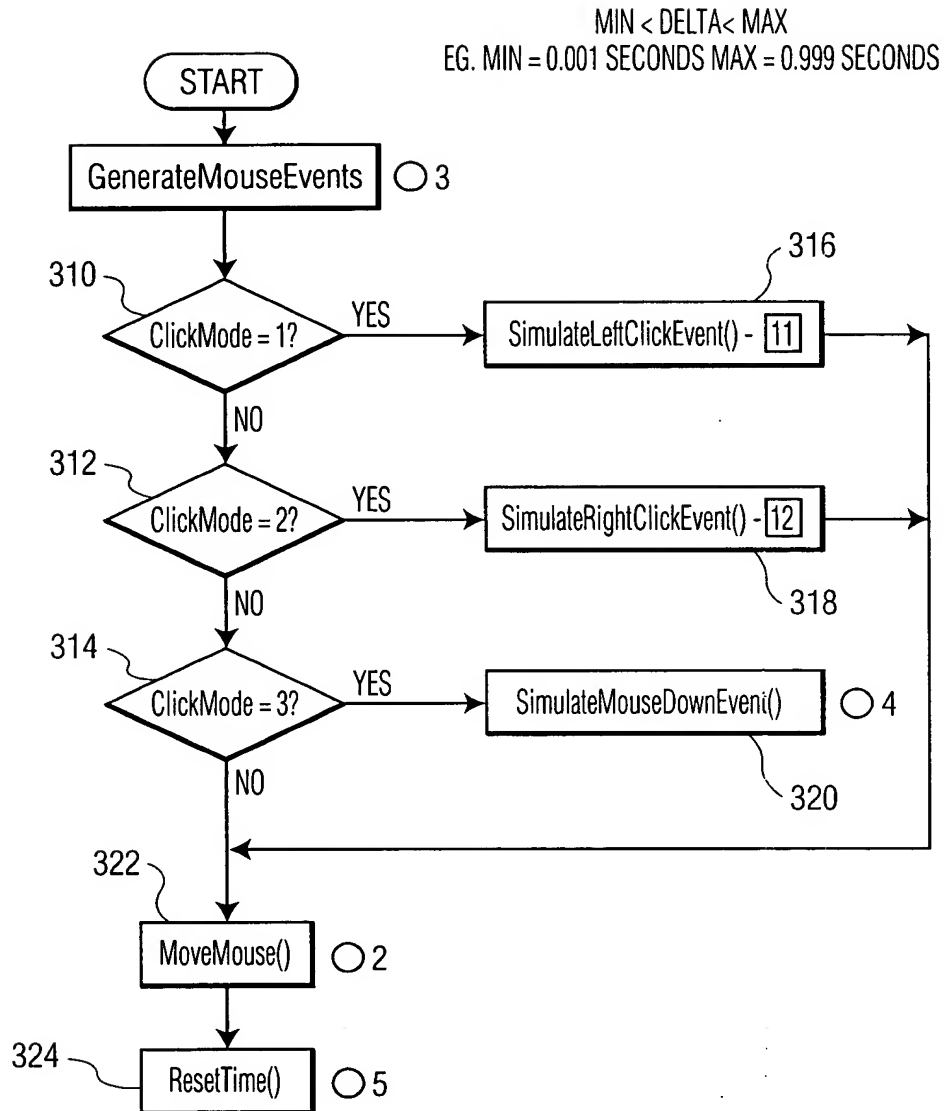 MIN < DELTA< MAX
EG. MIN = 0.001 SECONDS MAX = 0.999 SECONDS
START
GenerateMouseEvents
3
310
ClickMode = 1?
YES
316
SimulateLeftClickEvent() - 11
NO
312
ClickMode = 2?
YES
SimulateRightClickEvent() - 12
318
NO
314
ClickMode = 3?
YES
SimulateMouseDownEvent()
4
320
NO
322
MoveMouse()
2
324
ResetTime()
5